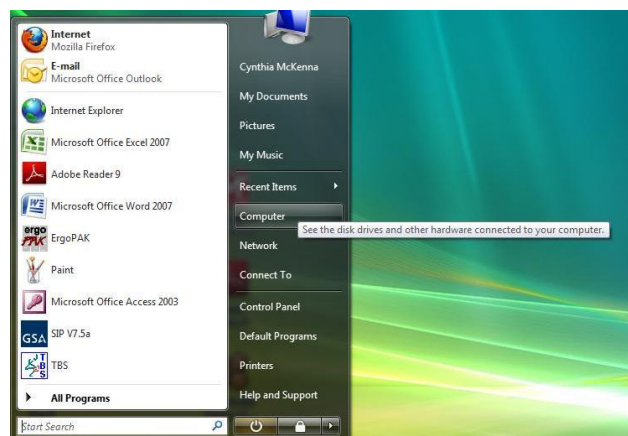 Internet
Mozilla Firefox
E-mail
Microsoft Office Outlook
Internet Explorer
Microsoft Office Excel 2007
Adobe Reader 9
Microsoft Office Word 2007
ergo
PAK
ErgoPAK
Paint
Microsoft Office Access 2003
GSA
SIP V7.5a
JT
BS
TBS
All Programs
Start Search
Cynthia McKenna
My Documents
Pictures
My Music
Recent Items
Computer
See the disk drives and other hardware connected to your computer.
Network
Connect To
Control Panel
Default Programs
Printers
Help and Support